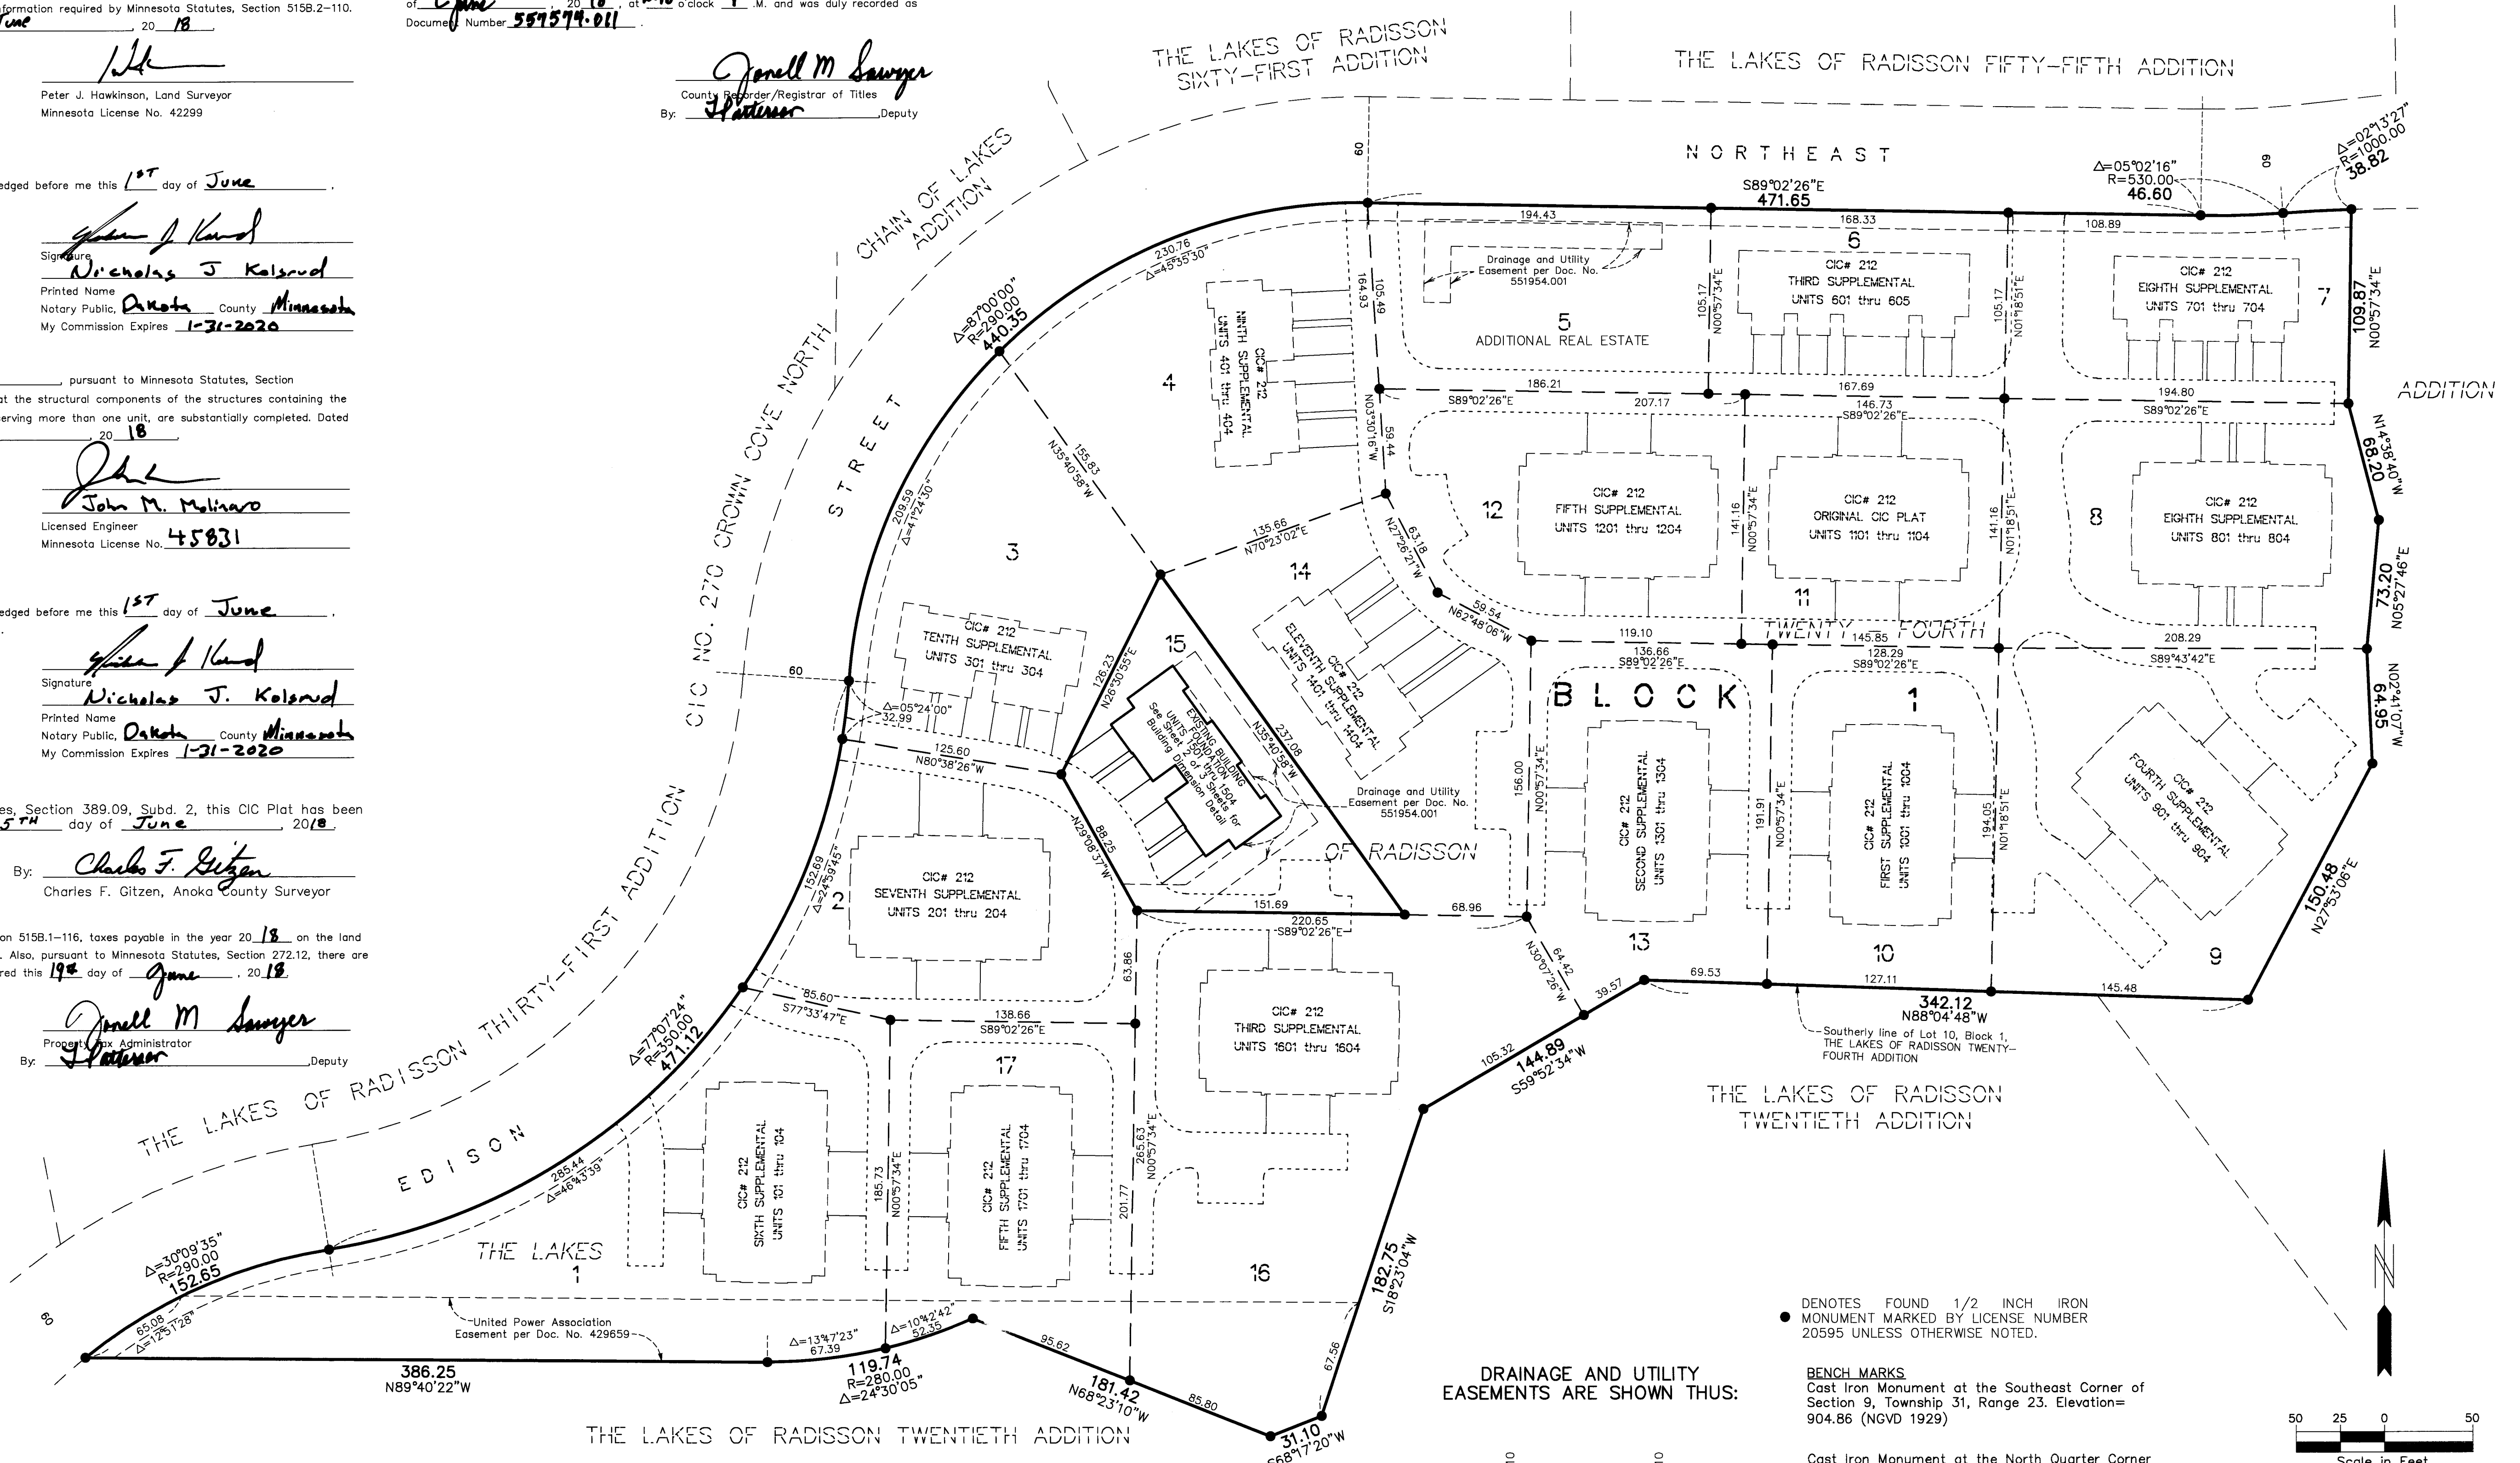 nformation required by Minnesota Statutes, Section 515B.2-110.
June , 20 18 .
Peter J. Hawkinson, Land Surveyor
Minnesota License No. 42299
edged before me this 1ST day of June .
Signature
Nicholas J Kolsrud
Printed Name
Notary Public, Dakota County Minnesota
My Commission Expires 1-31-2020
, pursuant to Minnesota Statutes, Section
at the structural components of the structures containing the
erving more than one unit, are substantially completed. Dated
, 20 18 .
John M. Molinaro
Licensed Engineer
Minnesota License No. 45831
edged before me this 1ST day of June .
Signature
Nicholas J. Kolsrud
Printed Name
Notary Public, Dakota County Minnesota
My Commission Expires 1-31-2020
es, Section 389.09, Subd. 2, this CIC Plat has been
5TH day of June , 2018.
By: Charles F. Gitzen
Charles F. Gitzen, Anoka County Surveyor
on 515B.1-116, taxes payable in the year 20 18 on the land
. Also, pursuant to Minnesota Statutes, Section 272.12, there are
red this 19th day of June , 20 18.
Jonell M Sawyer
Property Tax Administrator
By: TPatterson ,Deputy
of June , 20 18 , at o'clock P .M. and was duly recorded as
Document Number 557574.011 .
Jonell M Sawyer
County Recorder/Registrar of Titles
By: TPatterson ,Deputy
THE LAKES OF RADISSON
SIXTY-FIRST ADDITION
THE LAKES OF RADISSON FIFTY-FIFTH ADDITION
CHAIN OF LAKES
ADDITION
NORTHEAST
60
60
S89°02'26"E
471.65
194.43
168.33
108.89
Δ=05°02'16"
R=530.00
46.60
Δ=02°13'27"
R=1000.00
38.82
109.87
N00°57'34"E
ADDITION
N14°38'40"W
68.20
73.20
N05°27'46"E
N02°41'07"W
64.95
150.48
N27°53'06"E
230.76
Δ=45°35'30"
Δ=87°00'00"
R=290.00
440.35
Drainage and Utility
Easement per Doc. No.
551954.001
5
ADDITIONAL REAL ESTATE
105.49
164.93
105.17
N00°57'34"E
6
CIC# 212
THIRD SUPPLEMENTAL
UNITS 601 thru 605
105.17
N01°18'51"E
CIC# 212
EIGHTH SUPPLEMENTAL
UNITS 701 thru 704
7
4
CIC# 212
NINTH SUPPLEMENTAL
UNITS 401 thru 404
186.21
S89°02'26"E
207.17
167.69
146.73
S89°02'26"E
194.80
S89°02'26"E
59.44
N03°30'16"W
155.83
N35°40'58"W
135.66
N70°23'02"E
63.18
N27°26'21"W
59.54
N62°48'06"W
12
CIC# 212
FIFTH SUPPLEMENTAL
UNITS 1201 thru 1204
141.16
N00°57'34"E
CIC# 212
ORIGINAL CIC PLAT
UNITS 1101 thru 1104
11
141.16
N01°18'51"E
8
CIC# 212
EIGHTH SUPPLEMENTAL
UNITS 801 thru 804
CIC NO. 270 CROWN COVE NORTH
STREET
209.59
Δ=41°24'30"
3
CIC# 212
TENTH SUPPLEMENTAL
UNITS 301 thru 304
60
Δ=05°24'00"
32.99
125.60
N80°38'26"W
126.23
N26°30'55"E
15
EXISTING BUILDING
FOUNDATION
UNITS 1501 thru 1504
See Sheet 2 of 3 Sheets for
Building Dimension Detail
237.08
N35°40'58"W
Drainage and Utility
Easement per Doc. No.
551954.001
14
CIC# 212
ELEVENTH SUPPLEMENTAL
UNITS 1401 thru 1404
119.10
136.66
S89°02'26"E
TWENTY-FOURTH
145.85
128.29
S89°02'26"E
208.29
S89°43'42"E
BLOCK 1
156.00
N00°57'34"E
CIC# 212
SECOND SUPPLEMENTAL
UNITS 1301 thru 1304
13
191.91
N00°57'34"E
CIC# 212
FIRST SUPPLEMENTAL
UNITS 1001 thru 1004
10
194.05
N01°18'51"E
CIC# 212
FOURTH SUPPLEMENTAL
UNITS 901 thru 904
9
OF RADISSON
88.25
N29°08'37"W
151.69
68.96
220.65
S89°02'26"E
64.42
N30°07'26"W
39.57
69.53
127.11
145.48
342.12
N88°04'48"W
Southerly line of Lot 10, Block 1,
THE LAKES OF RADISSON TWENTY-
FOURTH ADDITION
THE LAKES OF RADISSON
TWENTIETH ADDITION
152.69
Δ=24°59'45"
2
CIC# 212
SEVENTH SUPPLEMENTAL
UNITS 201 thru 204
63.86
85.60
S77°33'47"E
138.66
S89°02'26"E
CIC# 212
THIRD SUPPLEMENTAL
UNITS 1601 thru 1604
105.32
144.89
S59°52'34"W
Δ=77°07'24"
R=350.00
471.12
THE LAKES OF RADISSON THIRTY-FIRST ADDITION
EDISON
285.44
Δ=46°43'39"
CIC# 212
SIXTH SUPPLEMENTAL
UNITS 101 thru 104
185.73
N00°57'34"E
17
CIC# 212
FIFTH SUPPLEMENTAL
UNITS 1701 thru 1704
265.63
N00°57'34"E
201.77
16
182.75
S18°23'04"W
67.56
THE LAKES
1
Δ=30°09'35"
R=290.00
152.65
60
65.08
Δ=12°51'28"
United Power Association
Easement per Doc. No. 429659
386.25
N89°40'22"W
Δ=13°47'23"
67.39
Δ=10°42'42"
52.35
119.74
R=280.00
Δ=24°30'05"
95.62
181.42
N68°23'10"W
85.80
31.10
S68°17'20"W
THE LAKES OF RADISSON TWENTIETH ADDITION
DRAINAGE AND UTILITY
EASEMENTS ARE SHOWN THUS:
10
10
DENOTES FOUND 1/2 INCH IRON
MONUMENT MARKED BY LICENSE NUMBER
20595 UNLESS OTHERWISE NOTED.
BENCH MARKS
Cast Iron Monument at the Southeast Corner of
Section 9, Township 31, Range 23. Elevation=
904.86 (NGVD 1929)
Cast Iron Monument at the North Quarter Corner
N
50 25 0 50
Scale in Feet